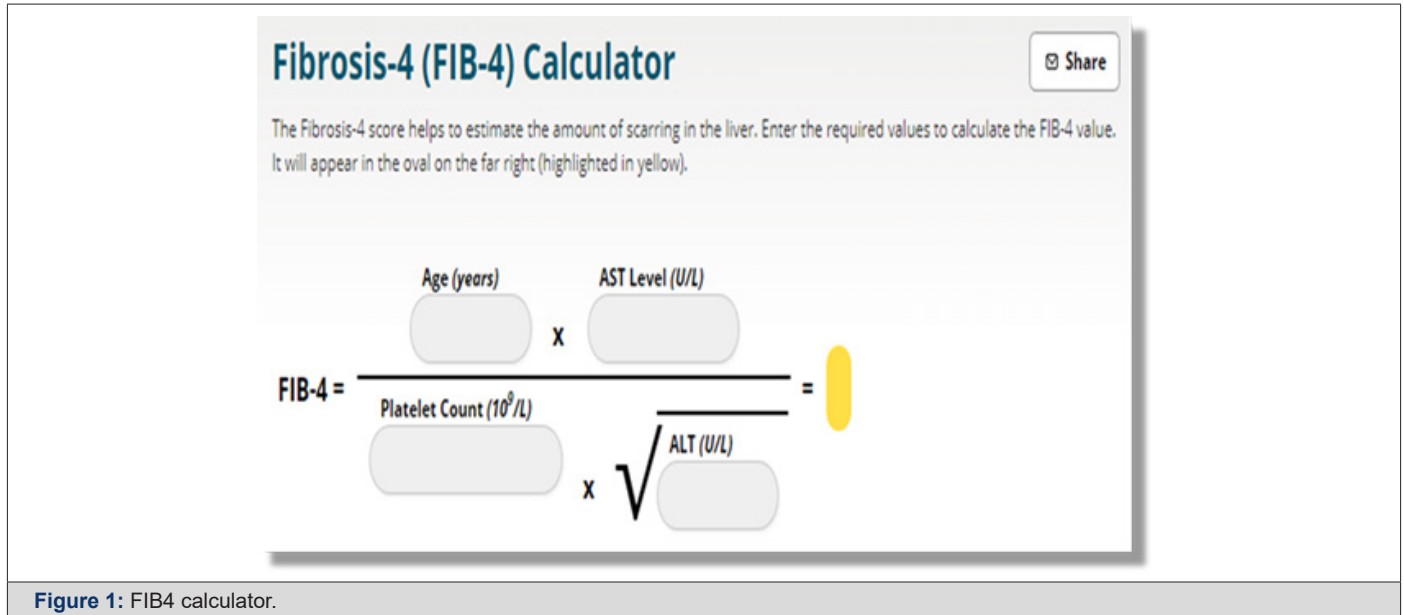 Fibrosis-4 (FIB-4) Calculator
Share
The Fibrosis-4 score helps to estimate the amount of scarring in the liver. Enter the required values to calculate the FIB-4 value.
It will appear in the oval on the far right (highlighted in yellow).
Age (years) AST Level (U/L)
X
FIB-4 = =
Platelet Count (10⁹/L)
ALT (U/L)
X √
Figure 1: FIB4 calculator.